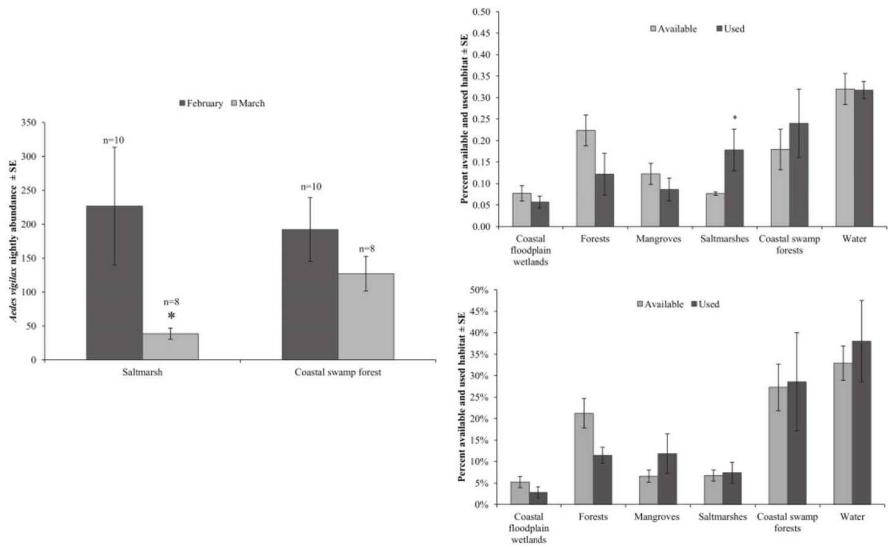 February March
Aedes vigilax nightly abundance ± SE
350
300
250
200
150
100
50
0
n=10
n=8
*
n=10
n=8
Saltmarsh Coastal swamp forest
Percent available and used habitat ± SE
Available Used
0.50
0.45
0.40
0.35
0.30
0.25
0.20
0.15
0.10
0.05
0.00
*
Coastal Forests Mangroves Saltmarshes Coastal swamp Water
floodplain forests
wetlands
Percent available and used habitat ± SE
Available Used
50%
45%
40%
35%
30%
25%
20%
15%
10%
5%
0%
Coastal Forests Mangroves Saltmarshes Coastal swamp Water
floodplain forests
wetlands